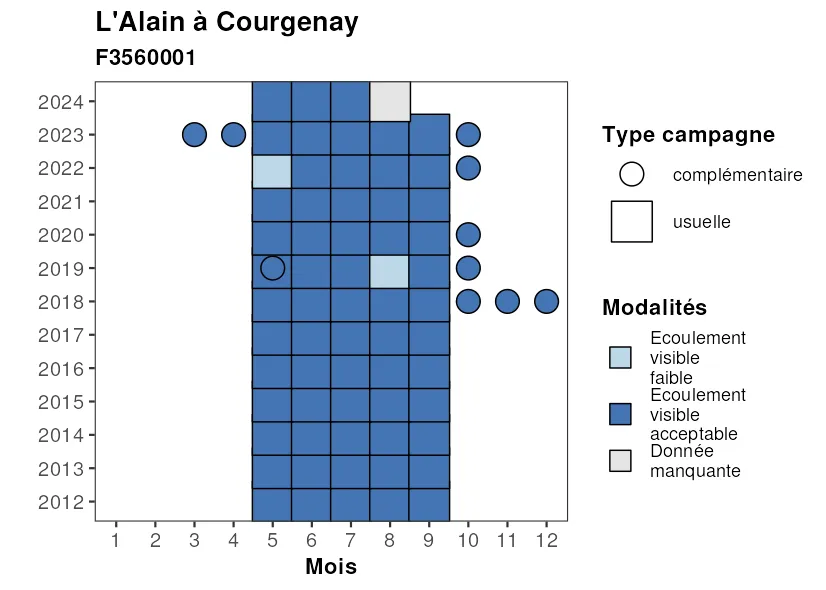 L'Alain à Courgenay
F3560001
2024
2023
2022
2021
2020
2019
2018
2017
2016
2015
2014
2013
2012
1 2 3 4 5 6 7 8 9 10 11 12
Mois
Type campagne
complémentaire
usuelle
Modalités
Ecoulement
visible
faible
Ecoulement
visible
acceptable
Donnée
manquante